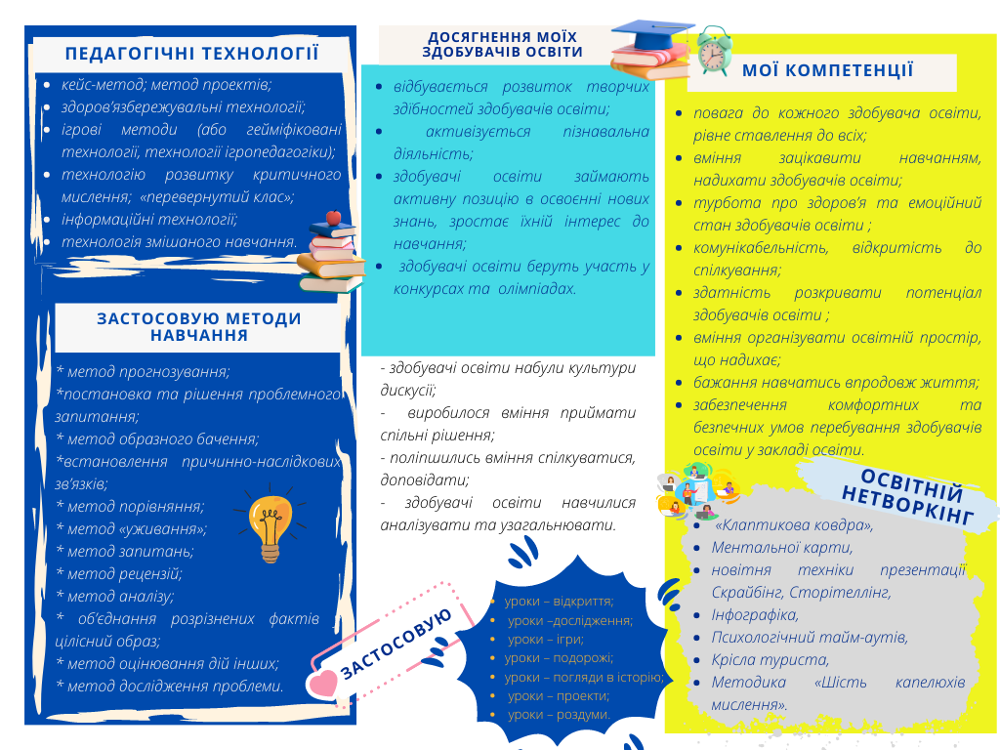 ПЕДАГОГІЧНІ ТЕХНОЛОГІЇ
• кейс-метод; метод проектів;
• здоров'язбережувальні технології;
• ігрові методи (або гейміфіковані
технології, технології ігропедагогіки);
• технологію розвитку критичного
мислення; «перевернутий клас»;
• інформаційні технології;
• технологія змішаного навчання.
ЗАСТОСОВУЮ МЕТОДИ
НАВЧАННЯ
* метод прогнозування;
*постановка та рішення проблемного
запитання;
* метод образного бачення;
*встановлення причинно-наслідкових
зв'язків;
* метод порівняння;
* метод «уживання»;
* метод запитань;
* метод рецензій;
* метод аналізу;
* об'єднання розрізнених фактів
цілісний образ;
* метод оцінювання дій інших;
* метод дослідження проблеми.
ДОСЯГНЕННЯ МОЇХ
ЗДОБУВАЧІВ ОСВІТИ
• відбувається розвиток творчих
здібностей здобувачів освіти;
• активізується пізнавальна
діяльність;
• здобувачі освіти займають
активну позицію в освоєнні нових
знань, зростає їхній інтерес до
навчання;
• здобувачі освіти беруть участь у
конкурсах та олімпіадах.
- здобувачі освіти набули культури
дискусії;
- виробилося вміння приймати
спільні рішення;
- поліпшились вміння спілкуватися,
доповідати;
- здобувачі освіти навчилися
аналізувати та узагальнювати.
ЗАСТОСОВУЮ
• уроки – відкриття;
• уроки –дослідження;
• уроки – ігри;
• уроки – подорожі;
• уроки – погляди в історію;
• уроки – проекти;
• уроки – роздуми.
МОЇ КОМПЕТЕНЦІЇ
• повага до кожного здобувача освіти,
рівне ставлення до всіх;
• вміння зацікавити навчанням,
надихати здобувачів освіти;
• турбота про здоров'я та емоційний
стан здобувачів освіти ;
• комунікабельність, відкритість до
спілкування;
• здатність розкривати потенціал
здобувачів освіти ;
• вміння організувати освітній простір,
що надихає;
• бажання навчатись впродовж життя;
• забезпечення комфортних та
безпечних умов перебування здобувачів
освіти у закладі освіти.
ОСВІТНІЙ
НЕТВОРКІНГ
• «Клаптикова ковдра»,
• Ментальної карти,
• новітня техніки презентації
Скрайбінг, Сторітеллінг,
• Інфографіка,
• Психологічний тайм-аутів,
• Крісла туриста,
• Методика «Шість капелюхів
мислення».